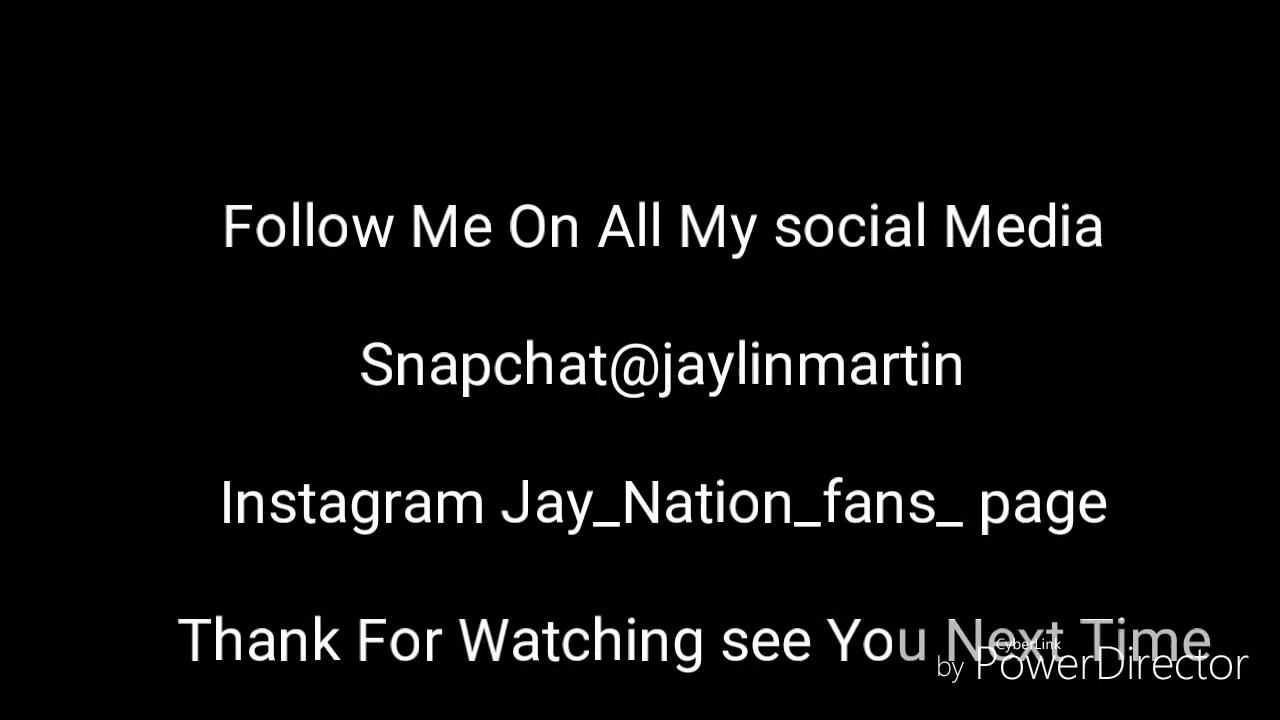 Follow Me On All My social Media
Snapchat@jaylinmartin
Instagram Jay_Nation_fans_ page
Thank For Watching see You Next Time
CyberLink
by PowerDirector